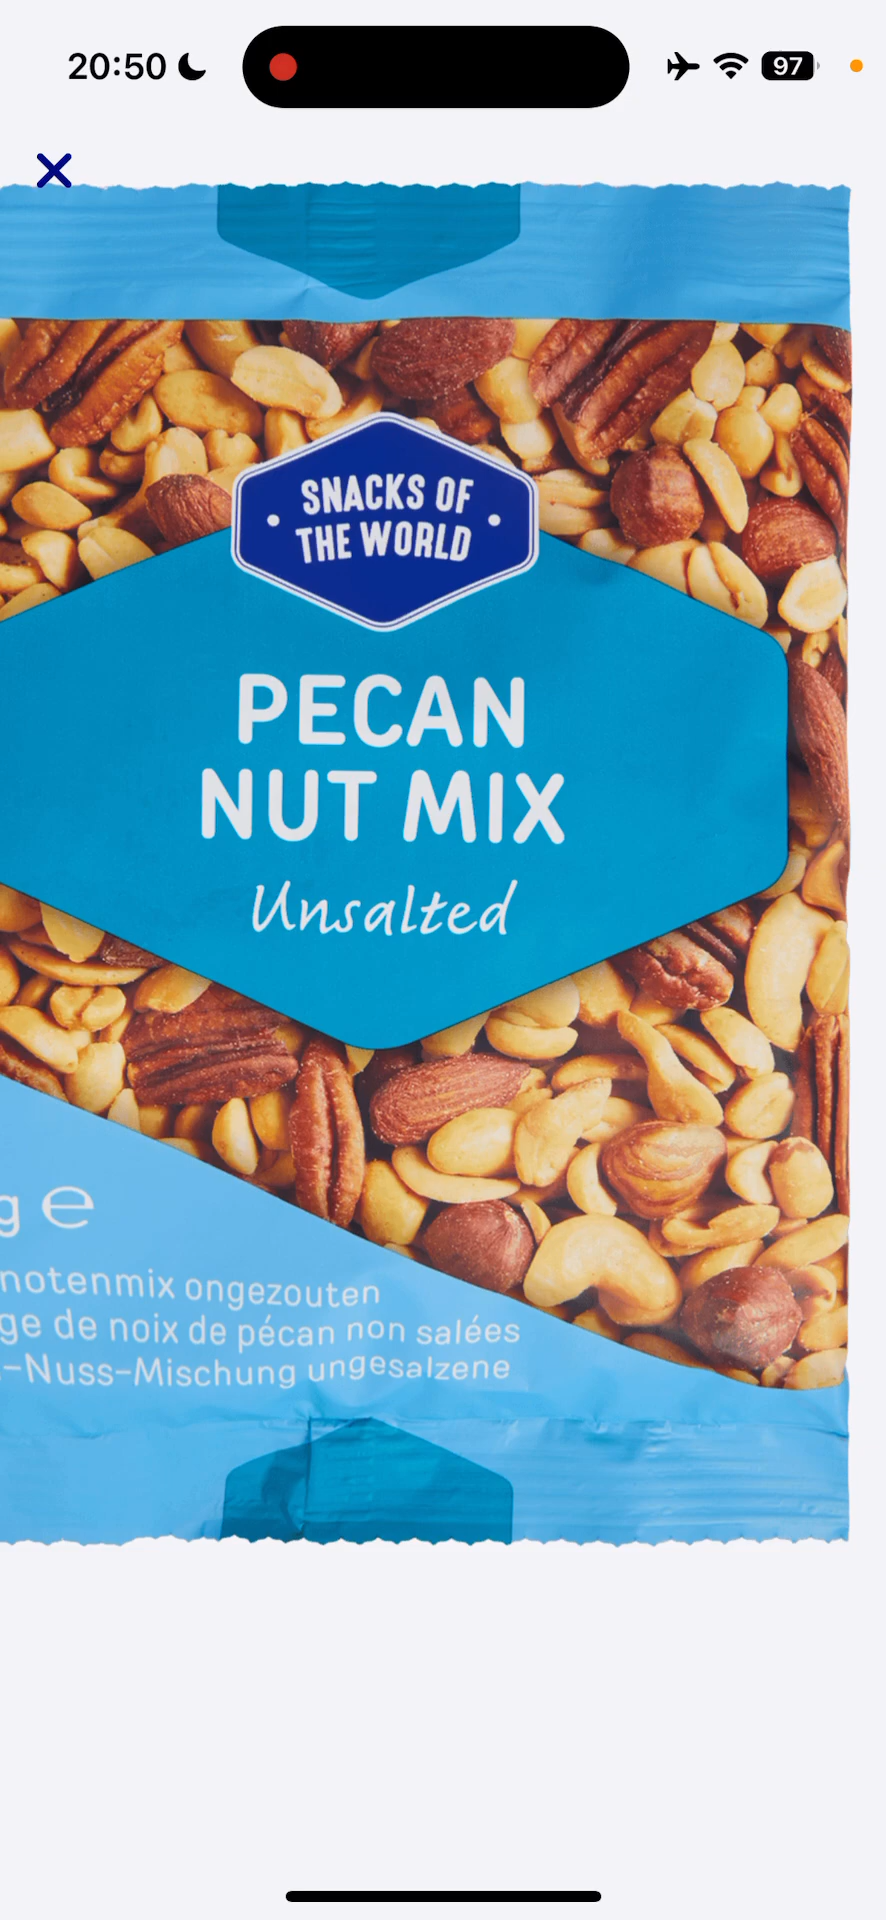 20:50
97
SNACKS OF
THE WORLD
PECAN
NUT MIX
Unsalted
g e
notenmix ongezouten
ge de noix de pécan non salées
-Nuss-Mischung ungesalzene